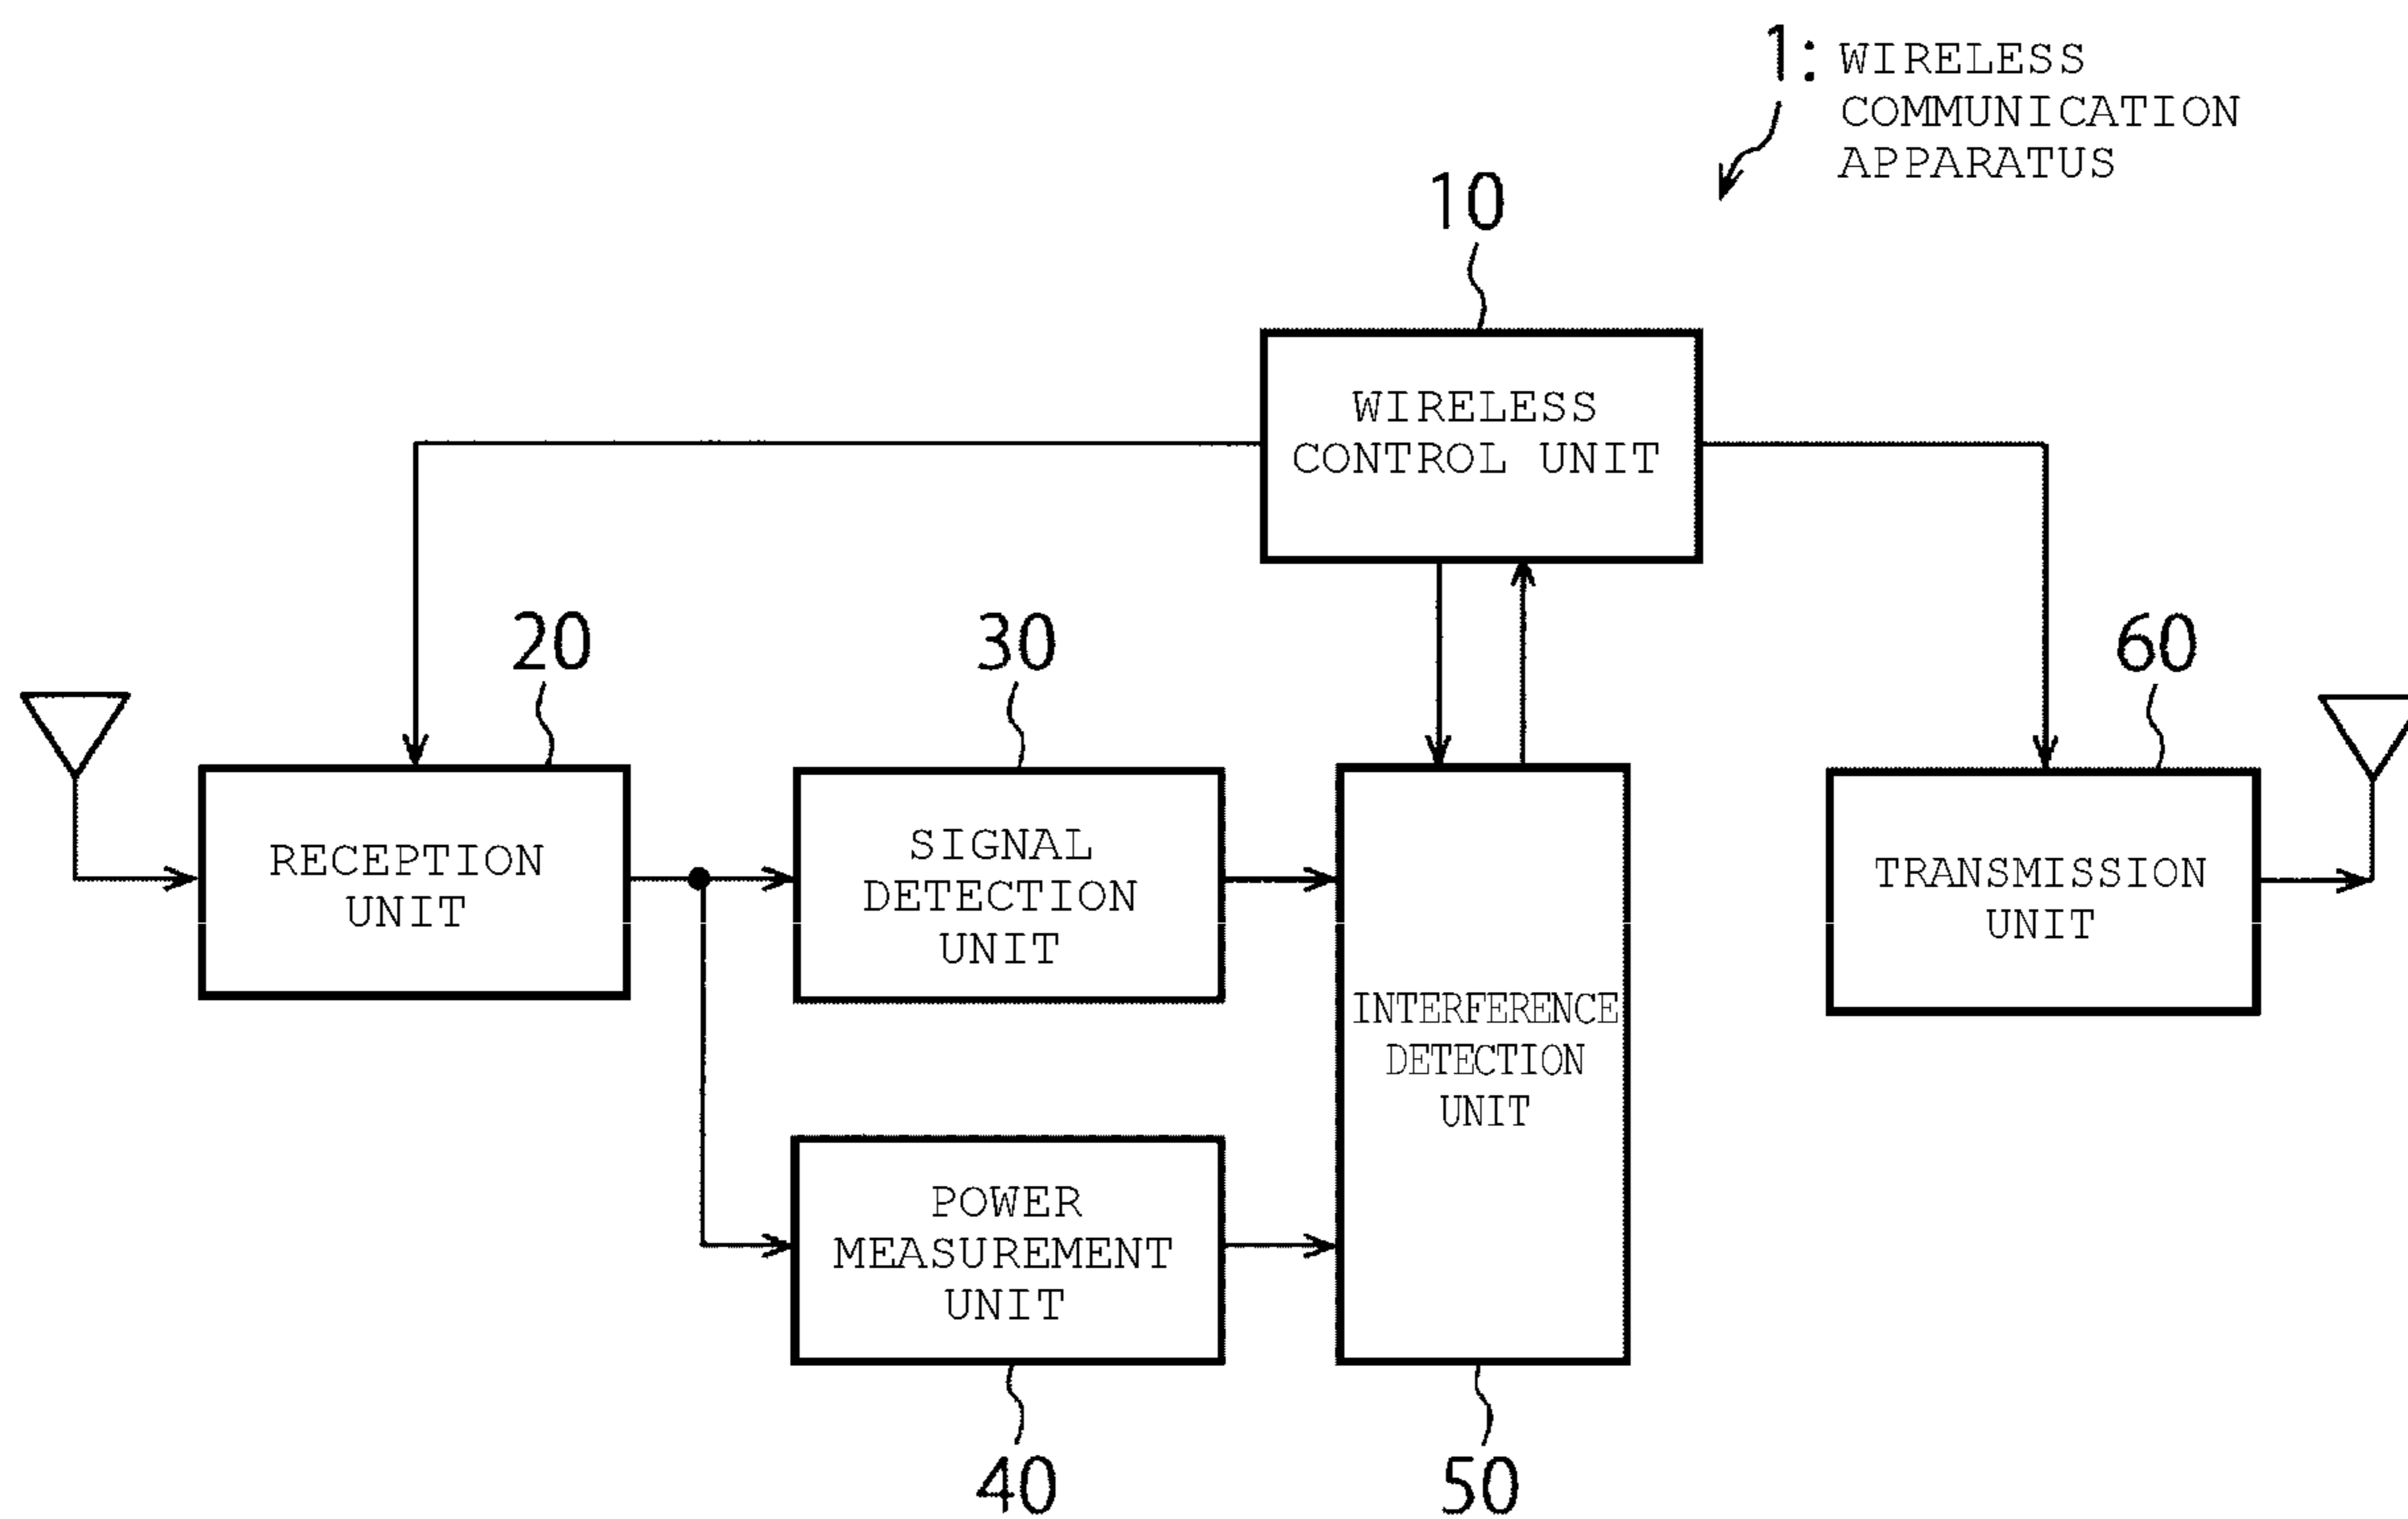 1: WIRELESS
COMMUNICATION
APPARATUS
10
WIRELESS
CONTROL UNIT
20
30
60
RECEPTION
UNIT
SIGNAL
DETECTION
UNIT
INTERFERENCE
DETECTION
UNIT
TRANSMISSION
UNIT
POWER
MEASUREMENT
UNIT
40
50